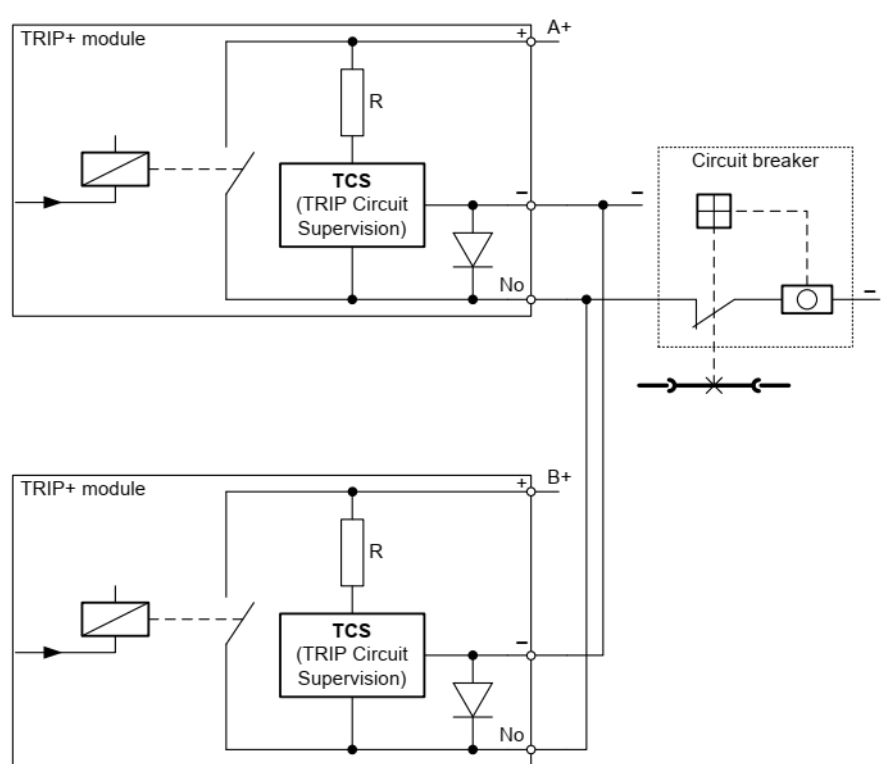 TRIP+ module
+
A+
R
TCS
(TRIP Circuit
Supervision)
–
–
No
Circuit breaker
–
TRIP+ module
+
B+
R
TCS
(TRIP Circuit
Supervision)
–
No